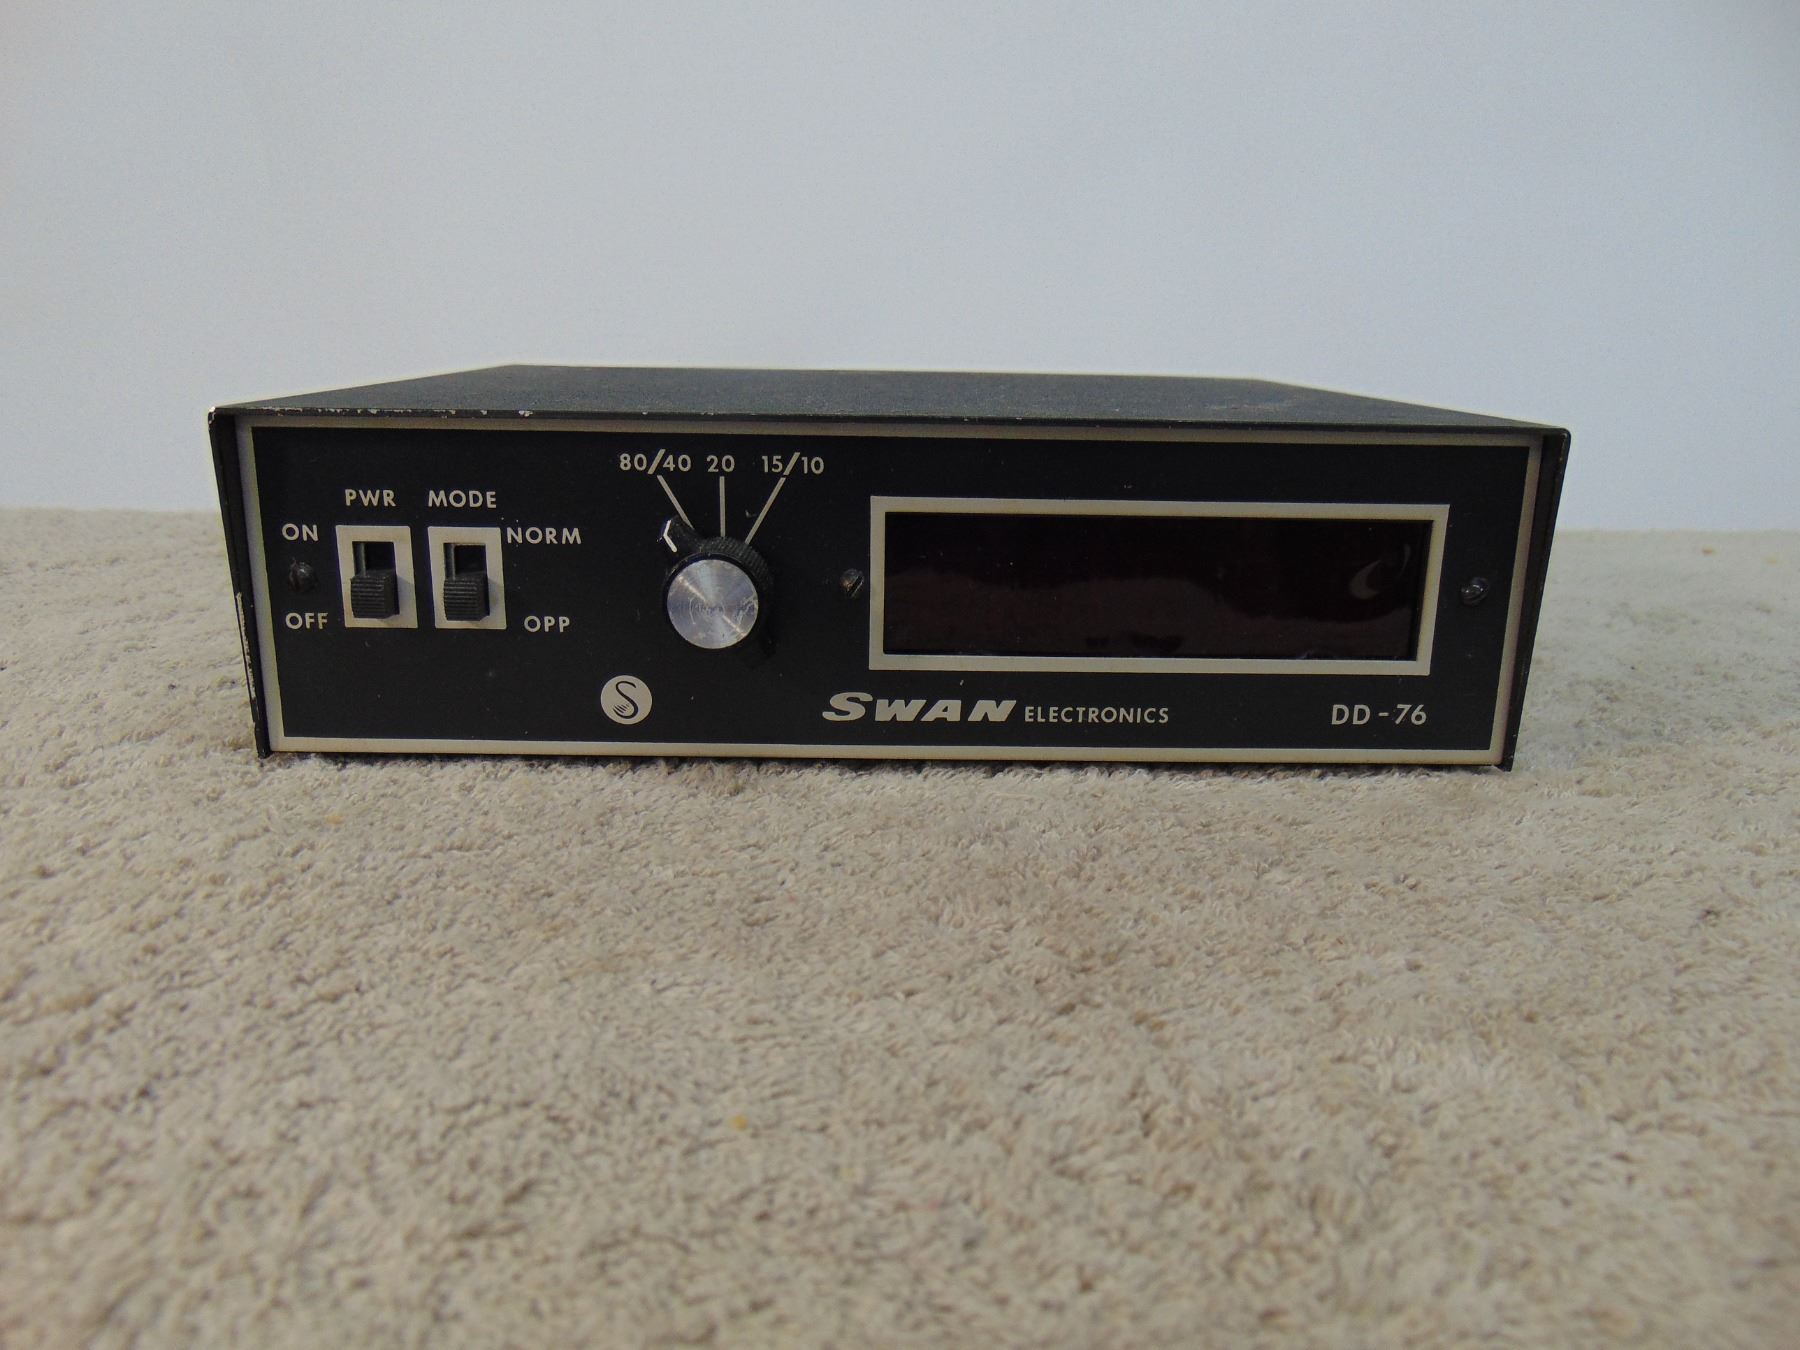 80/40 20 15/10
PWR MODE
ON
NORM
OFF
OPP
S
SWAN ELECTRONICS
DD-76